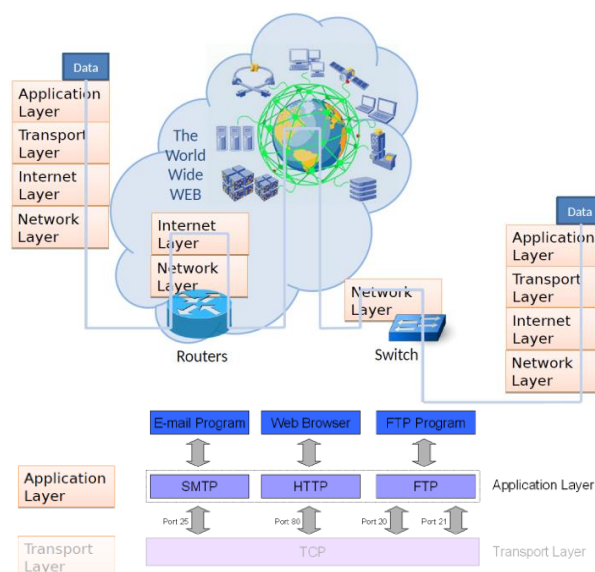 Data
Application
Layer
Transport
Layer
Internet
Layer
Network
Layer
The
World
Wide
WEB
Internet
Layer
Network
Layer
Routers
Network
Layer
Switch
Data
Application
Layer
Transport
Layer
Internet
Layer
Network
Layer
E-mail Program
Web Browser
FTP Program
Application
Layer
SMTP
HTTP
FTP
Application Layer
Port 25
Port 80
Port 20
Port 21
Transport
Layer
TCP
Transport Layer